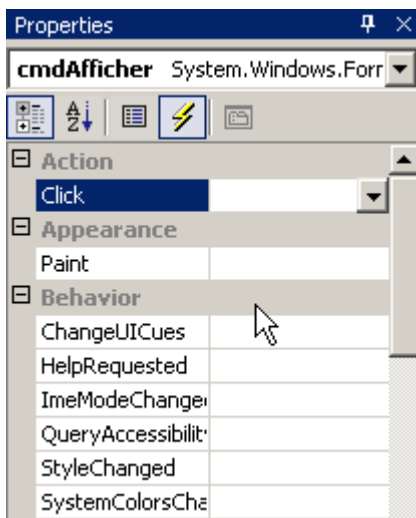 Properties
cmdAfficher System.Windows.Forr
Action
Click
Appearance
Paint
Behavior
ChangeUICues
HelpRequested
ImeModeChange
QueryAccessibilit
StyleChanged
SystemColorsCha